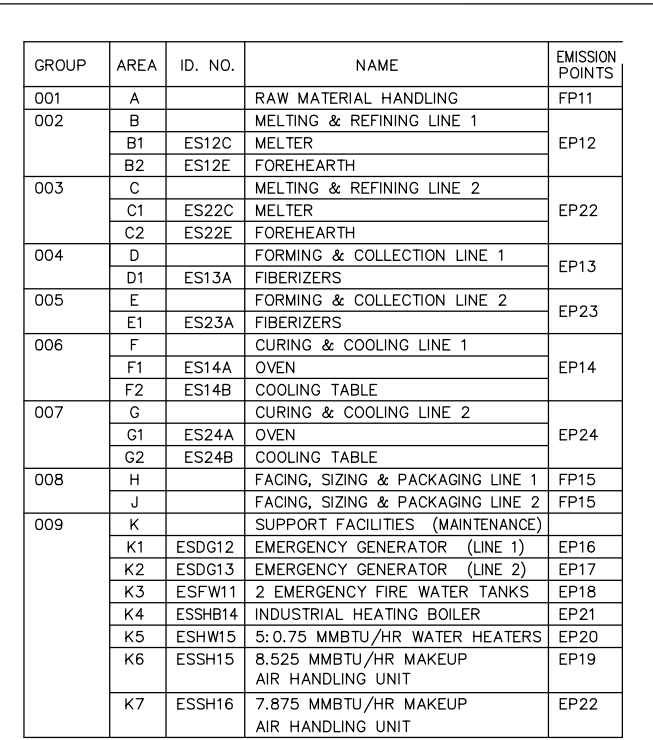 GROUP AREA ID. NO. NAME EMISSION POINTS
001 A RAW MATERIAL HANDLING FP11
002 B MELTING & REFINING LINE 1
B1 ES12C MELTER EP12
B2 ES12E FOREHEARTH
003 C MELTING & REFINING LINE 2
C1 ES22C MELTER EP22
C2 ES22E FOREHEARTH
004 D FORMING & COLLECTION LINE 1 EP13
D1 ES13A FIBERIZERS
005 E FORMING & COLLECTION LINE 2 EP23
E1 ES23A FIBERIZERS
006 F CURING & COOLING LINE 1
F1 ES14A OVEN EP14
F2 ES14B COOLING TABLE
007 G CURING & COOLING LINE 2
G1 ES24A OVEN EP24
G2 ES24B COOLING TABLE
008 H FACING, SIZING & PACKAGING LINE 1 FP15
J FACING, SIZING & PACKAGING LINE 2 FP15
009 K SUPPORT FACILITIES (MAINTENANCE)
K1 ESDG12 EMERGENCY GENERATOR (LINE 1) EP16
K2 ESDG13 EMERGENCY GENERATOR (LINE 2) EP17
K3 ESFW11 2 EMERGENCY FIRE WATER TANKS EP18
K4 ESSHB14 INDUSTRIAL HEATING BOILER EP21
K5 ESHW15 5:0.75 MMBTU/HR WATER HEATERS EP20
K6 ESSH15 8.525 MMBTU/HR MAKEUP EP19
AIR HANDLING UNIT
K7 ESSH16 7.875 MMBTU/HR MAKEUP EP22
AIR HANDLING UNIT